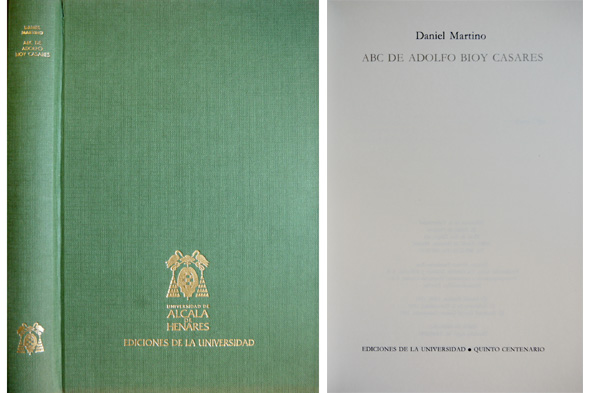 DANIEL
MARTINO
ABC DE
ADOLFO
BIOY CASARES
UNIVERSIDAD DE
ALCALA
DE
HENARES
EDICIONES DE LA UNIVERSIDAD
Daniel Martino
ABC DE ADOLFO BIOY CASARES
EDICIONES DE LA UNIVERSIDAD • QUINTO CENTENARIO